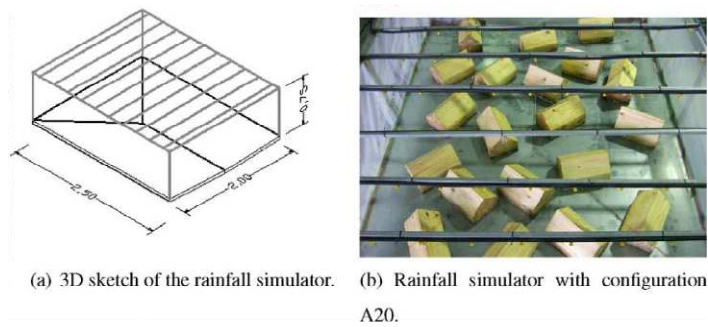 0.75
2.50
2.00
(a) 3D sketch of the rainfall simulator.
(b) Rainfall simulator with configuration
A20.